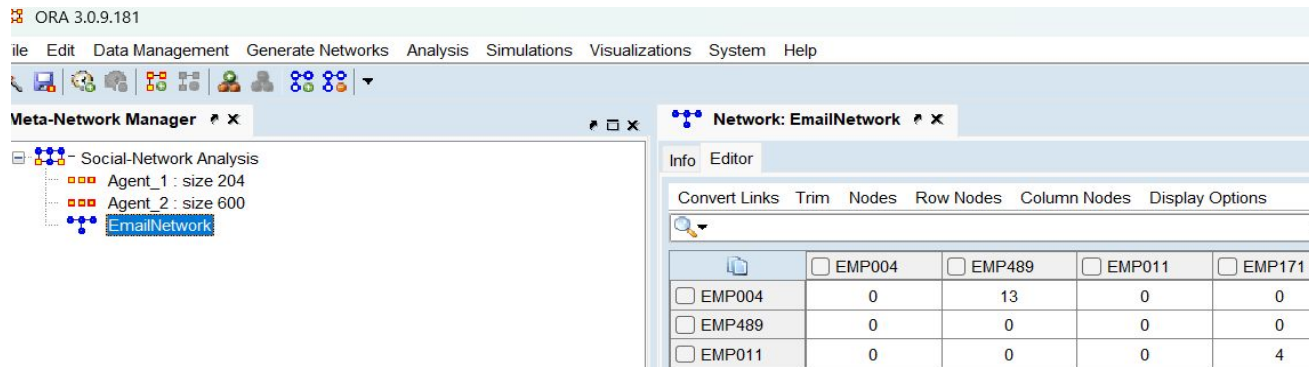 ORA 3.0.9.181
ile Edit Data Management Generate Networks Analysis Simulations Visualizations System Help
Meta-Network Manager
Social-Network Analysis
Agent_1 : size 204
Agent_2 : size 600
EmailNetwork
Network: EmailNetwork
Info Editor
Convert Links Trim Nodes Row Nodes Column Nodes Display Options
EMP004 EMP489 EMP011 EMP171
EMP004 0 13 0 0
EMP489 0 0 0 0
EMP011 0 0 0 4